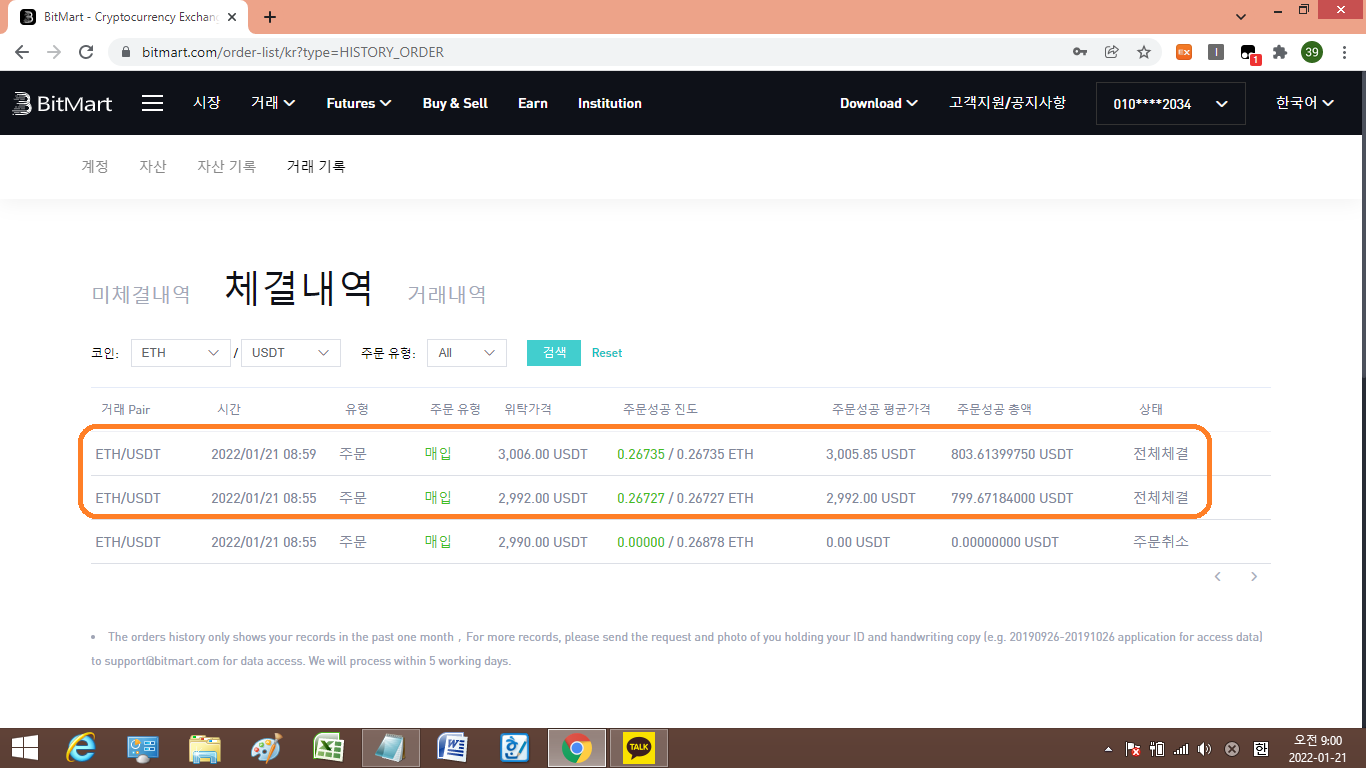 BitMart - Cryptocurrency Exchan
bitmart.com/order-list/kr?type=HISTORY_ORDER
39
1
BitMart 시장 거래 Futures Buy & Sell Earn Institution Download 고객지원/공지사항 010****2034 한국어
계정 자산 자산 기록 거래 기록
미체결내역 체결내역 거래내역
코인: ETH / USDT 주문 유형: All 검색 Reset
거래 Pair 시간 유형 주문 유형 위탁가격 주문성공 진도 주문성공 평균가격 주문성공 총액 상태
ETH/USDT 2022/01/21 08:59 주문 매입 3,006.00 USDT 0.26735 / 0.26735 ETH 3,005.85 USDT 803.61399750 USDT 전체체결
ETH/USDT 2022/01/21 08:55 주문 매입 2,992.00 USDT 0.26727 / 0.26727 ETH 2,992.00 USDT 799.67184000 USDT 전체체결
ETH/USDT 2022/01/21 08:55 주문 매입 2,990.00 USDT 0.00000 / 0.26878 ETH 0.00 USDT 0.00000000 USDT 주문취소
• The orders history only shows your records in the past one month，For more records, please send the request and photo of you holding your ID and handwriting copy (e.g. 20190926-20191026 application for access data)
to support@bitmart.com for data access. We will process within 5 working days.
TALK
한
오전 9:00
2022-01-21